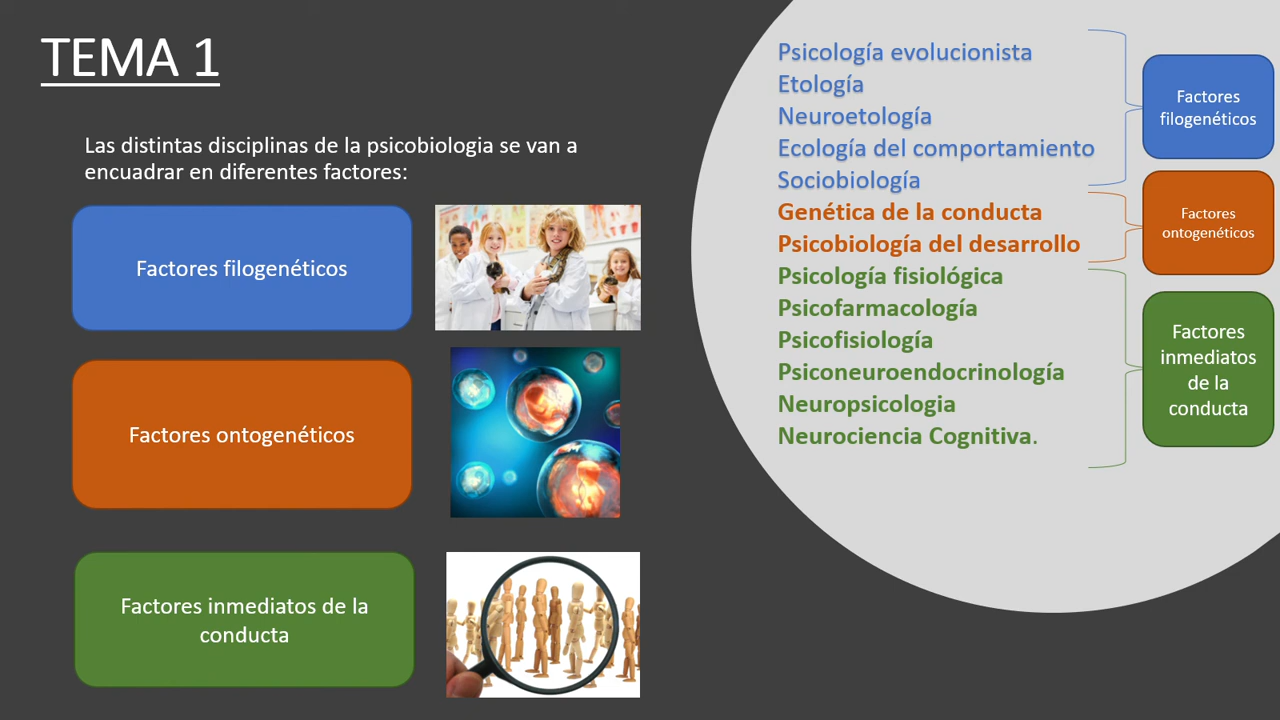 TEMA 1
Las distintas disciplinas de la psicobiologia se van a
encuadrar en diferentes factores:
Factores filogenéticos
Factores ontogenéticos
Factores inmediatos de la
conducta
Psicología evolucionista
Etología
Neuroetología
Ecología del comportamiento
Sociobiología
Genética de la conducta
Psicobiología del desarrollo
Psicología fisiológica
Psicofarmacología
Psicofisiología
Psiconeuroendocrinología
Neuropsicologia
Neurociencia Cognitiva.
Factores
filogenéticos
Factores
ontogenéticos
Factores
inmediatos
de la
conducta